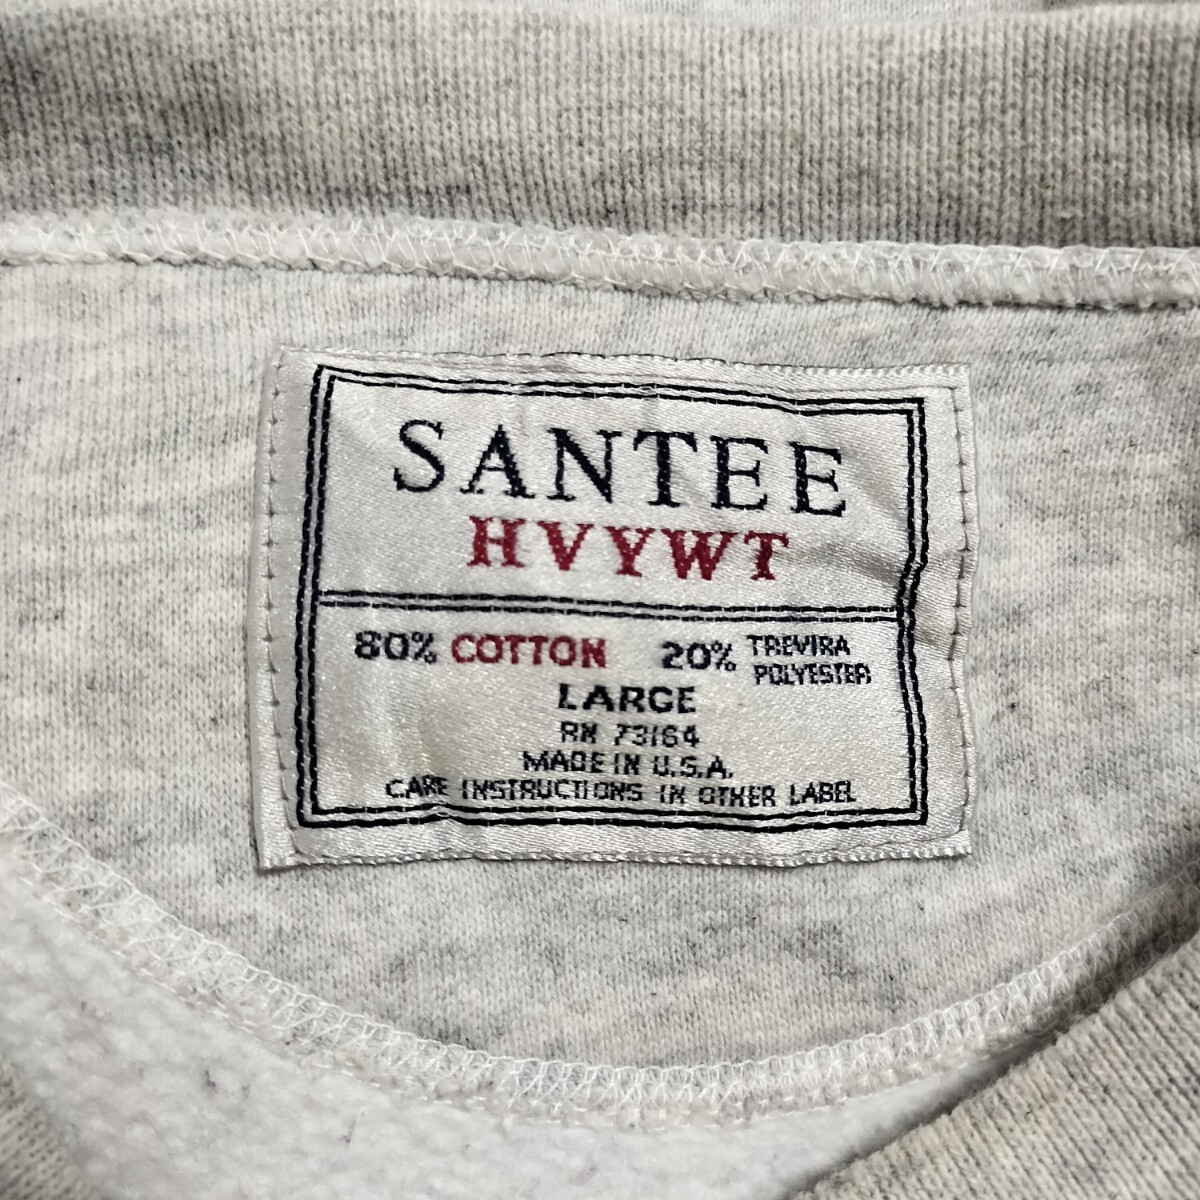 SANTEE
HVYWT
80% COTTON 20% TREVIRA
POLYESTER
LARGE
RN 73164
MADE IN U.S.A.
CARE INSTRUCTIONS IN OTHER LABEL